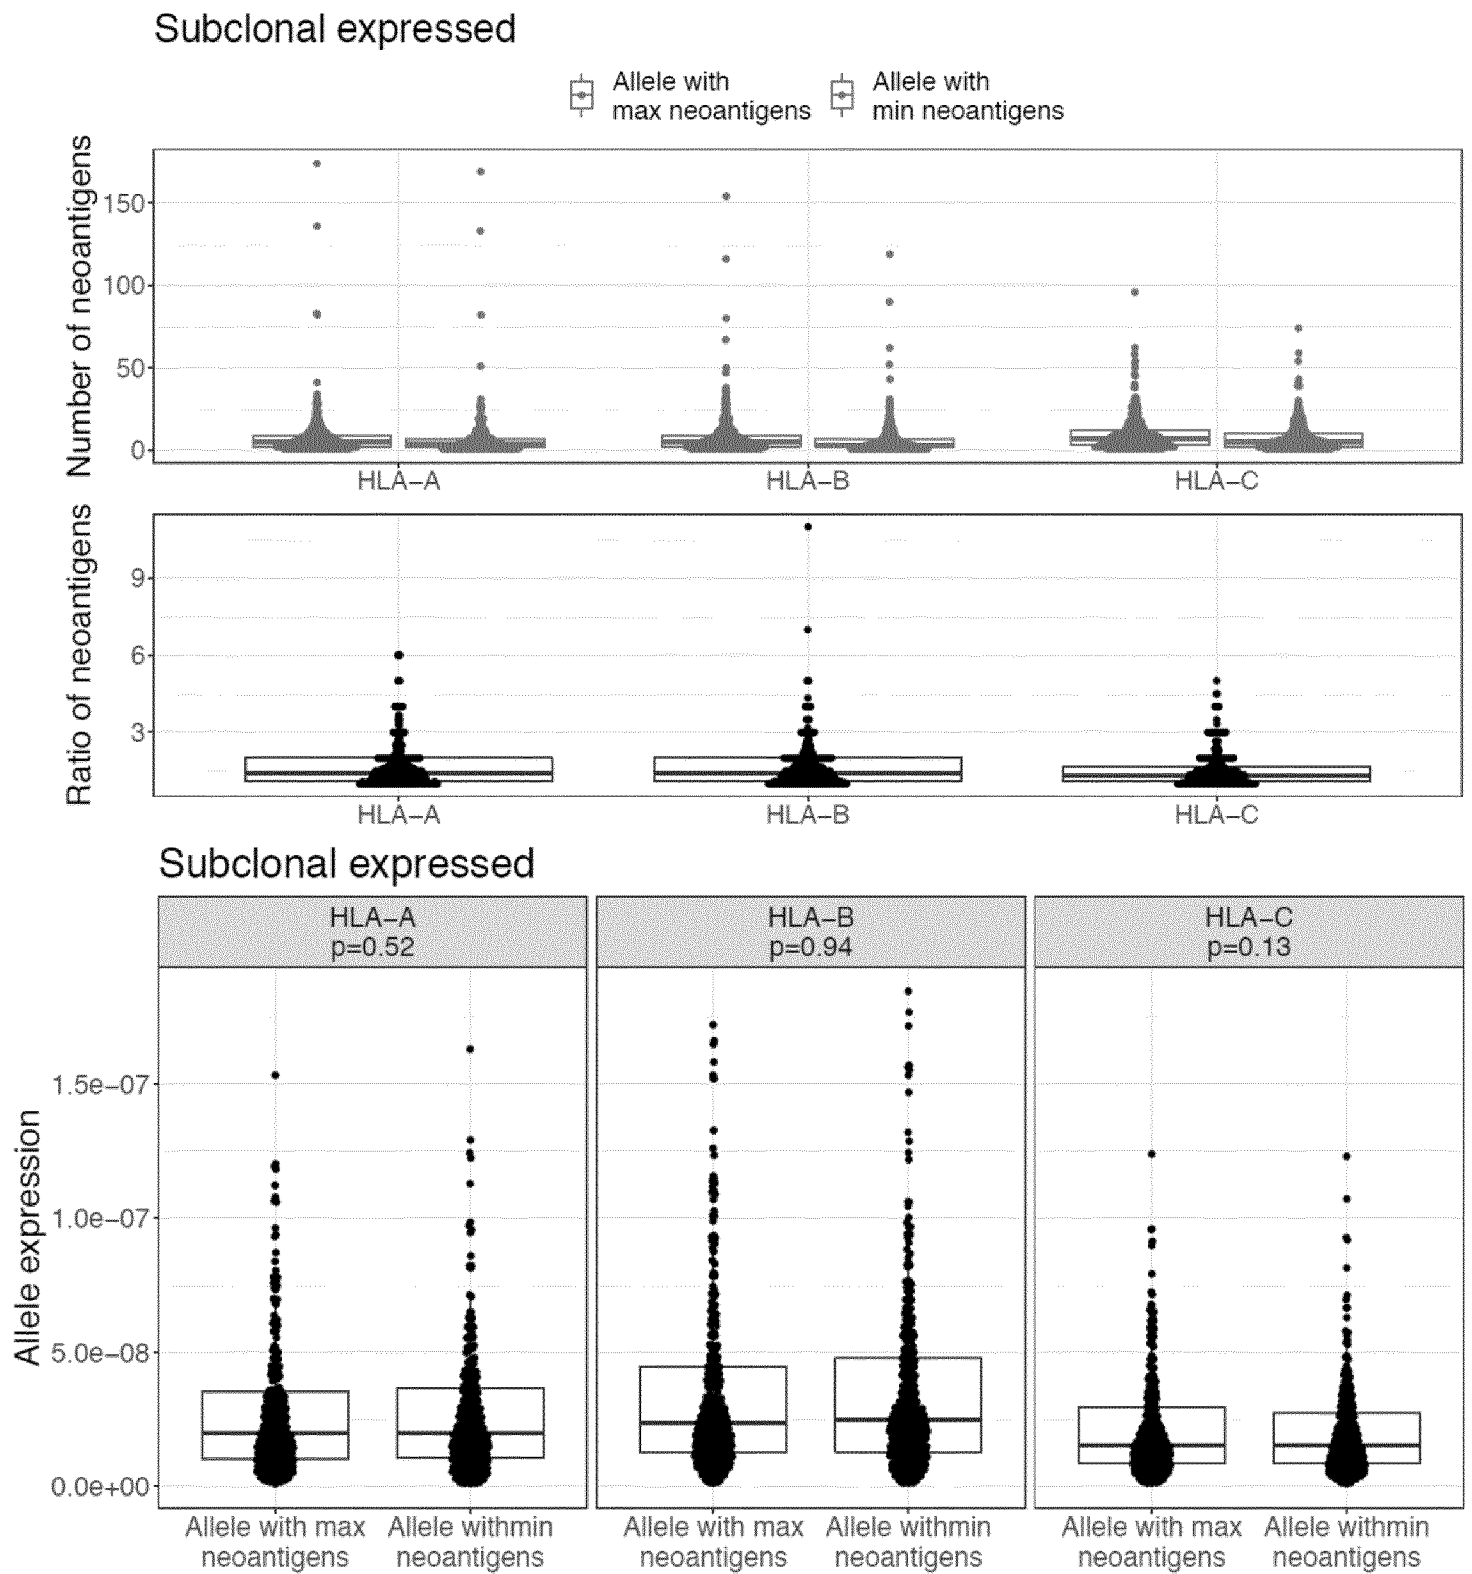 Subclonal expressed
Allele with
max neoantigens
Allele with
min neoantigens
Number of neoantigens
150
100
50
0
HLA-A
HLA-B
HLA-C
Ratio of neoantigens
9
6
3
HLA-A
HLA-B
HLA-C
Subclonal expressed
HLA-A
p=0.52
HLA-B
p=0.94
HLA-C
p=0.13
Allele expression
1.5e-07
1.0e-07
5.0e-08
0.0e+00
Allele with max
neoantigens
Allele withmin
neoantigens
Allele with max
neoantigens
Allele withmin
neoantigens
Allele with max
neoantigens
Allele withmin
neoantigens